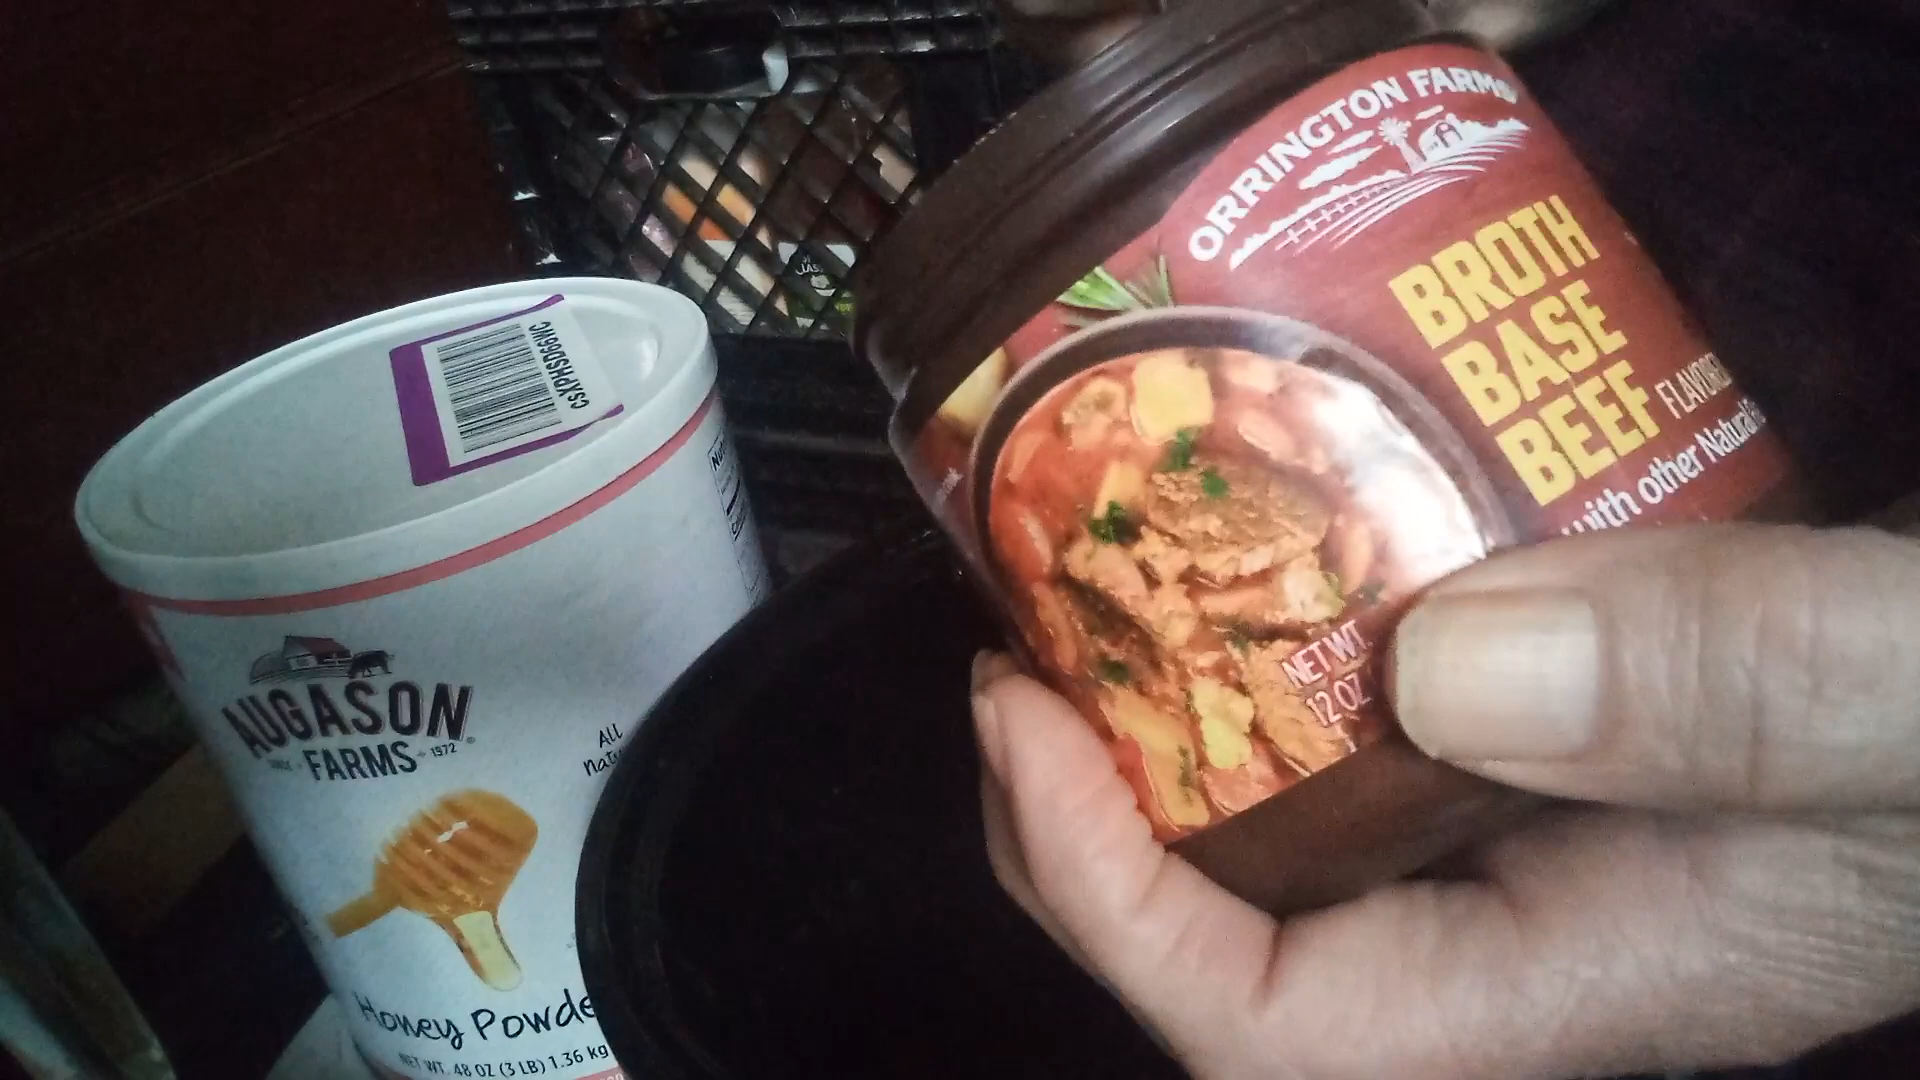 ORRINGTON FARMS®
BROTH
BASE
BEEF FLAVORED
with other Natural
NET WT.
12 OZ
CSXPHSD66WC
AUGASON
FARMS 1972
All
Honey Powder
NET WT. 48 OZ (3 LB) 1.36 kg